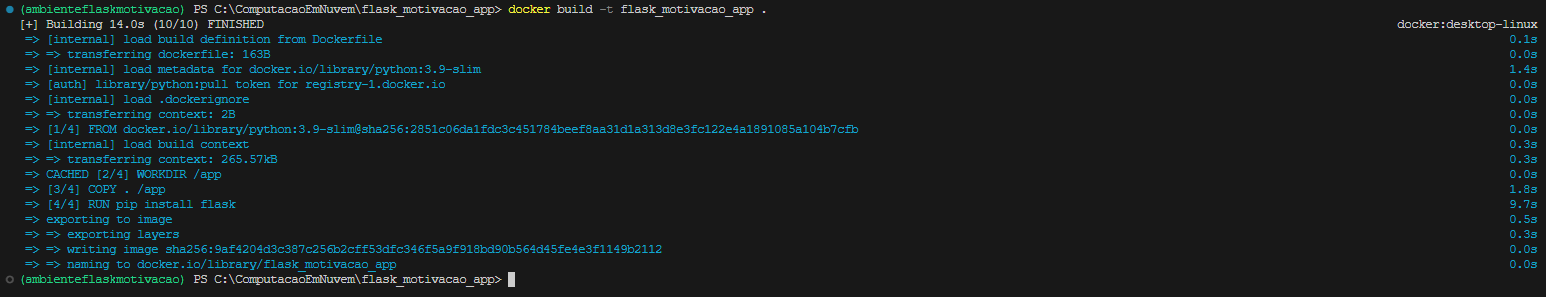 (ambienteflaskmotivacao) PS C:\ComputacaoEmNuvem\flask_motivacao_app> docker build -t flask_motivacao_app .
[+] Building 14.0s (10/10) FINISHED docker:desktop-linux
=> [internal] load build definition from Dockerfile 0.1s
=> => transferring dockerfile: 163B 0.0s
=> [internal] load metadata for docker.io/library/python:3.9-slim 1.4s
=> [auth] library/python:pull token for registry-1.docker.io 0.0s
=> [internal] load .dockerignore 0.0s
=> => transferring context: 2B 0.0s
=> [1/4] FROM docker.io/library/python:3.9-slim@sha256:2851c06da1fdc3c451784beef8aa31d1a313d8e3fc122e4a1891085a104b7cfb 0.0s
=> [internal] load build context 0.3s
=> => transferring context: 265.57kB 0.3s
=> CACHED [2/4] WORKDIR /app 0.0s
=> [3/4] COPY . /app 1.8s
=> [4/4] RUN pip install flask 9.7s
=> exporting to image 0.5s
=> => exporting layers 0.3s
=> => writing image sha256:9af4204d3c387c256b2cff53dfc346f5a9f918bd90b564d45fe4e3f1149b2112 0.0s
=> => naming to docker.io/library/flask_motivacao_app 0.0s
(ambienteflaskmotivacao) PS C:\ComputacaoEmNuvem\flask_motivacao_app>